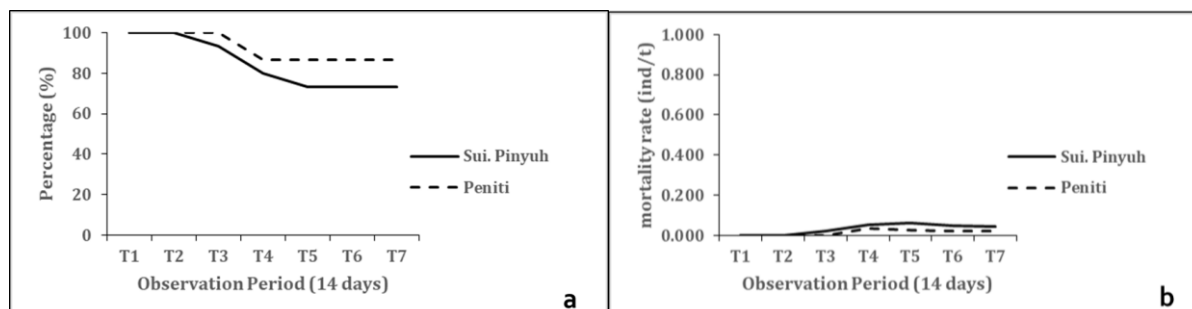 Percentage (%)
100
80
60
40
20
0
T1 T2 T3 T4 T5 T6 T7
Observation Period (14 days)
Sui. Pinyuh
Peniti
a
mortality rate (ind/t)
1.000
0.800
0.600
0.400
0.200
0.000
T1 T2 T3 T4 T5 T6 T7
Observation Period (14 days)
Sui. Pinyuh
Peniti
b